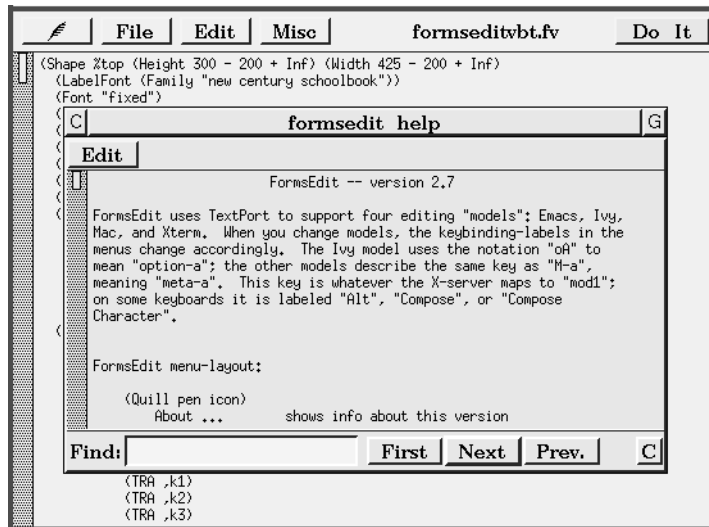 File Edit Misc formseditvbt.fv Do It
(Shape %top (Height 300 - 200 + Inf) (Width 425 - 200 + Inf)
(LabelFont (Family "new century schoolbook"))
(Font "fixed")
(
(
(
(
(
(
(
C formsedit help G
Edit
FormsEdit -- version 2.7
FormsEdit uses TextPort to support four editing "models": Emacs, Ivy,
Mac, and Xterm. When you change models, the keybinding-labels in the
menus change accordingly. The Ivy model uses the notation "oA" to
mean "option-a"; the other models describe the same key as "M-a",
meaning "meta-a". This key is whatever the X-server maps to "mod1";
on some keyboards it is labeled "Alt", "Compose", or "Compose
Character".
FormsEdit menu-layout:
(Quill pen icon)
About ... shows info about this version
Find: First Next Prev. C
(TRA ,k1)
(TRA ,k2)
(TRA ,k3)